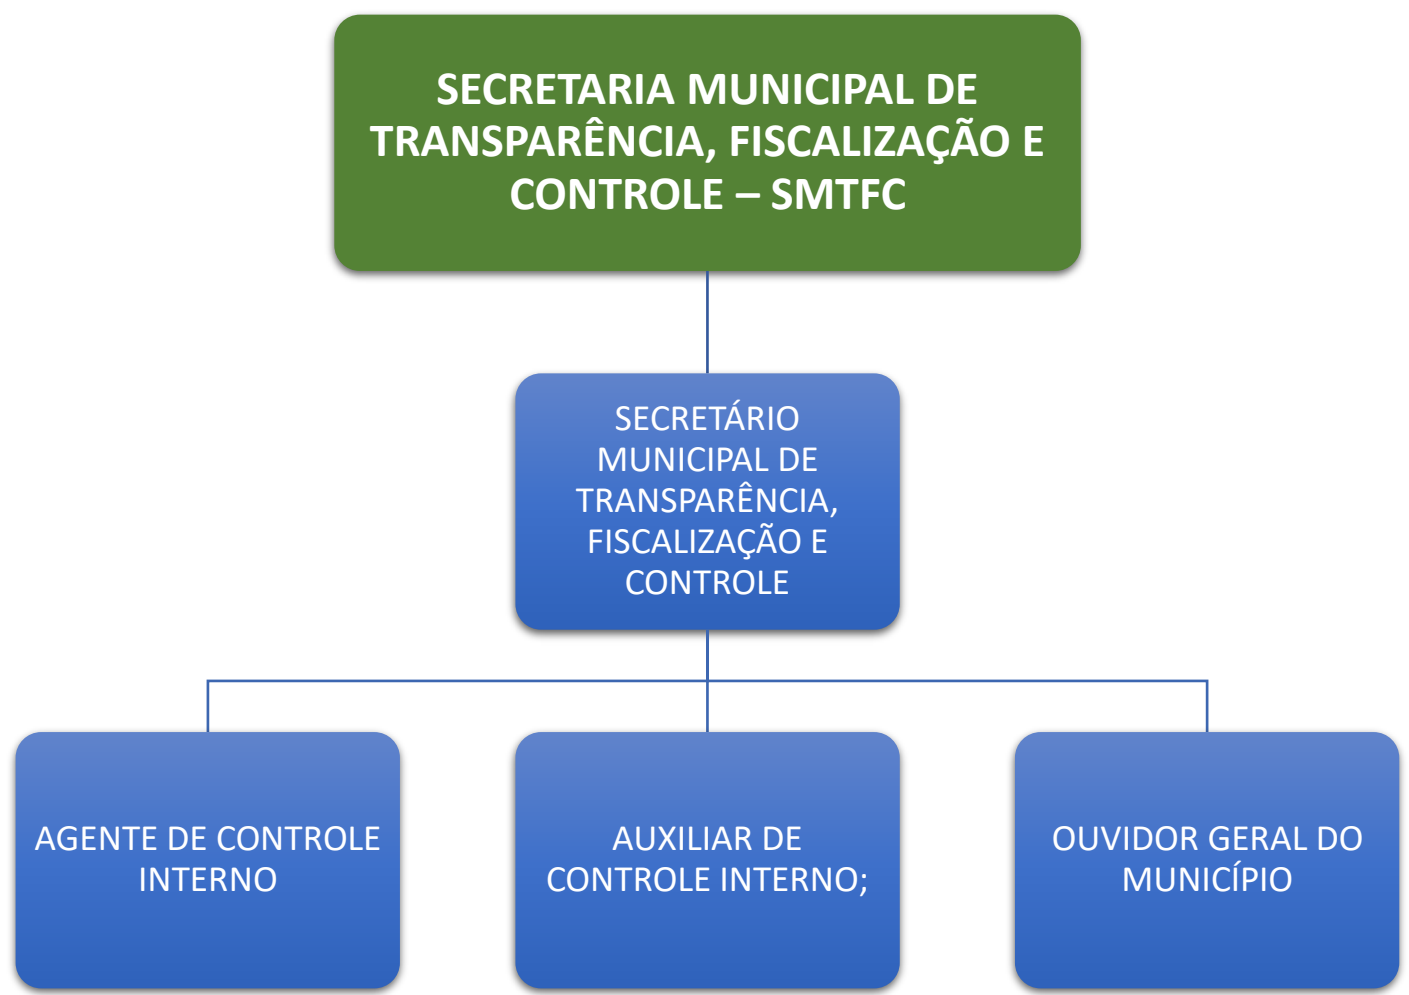 SECRETARIA MUNICIPAL DE
TRANSPARÊNCIA, FISCALIZAÇÃO E
CONTROLE – SMTFC
SECRETÁRIO
MUNICIPAL DE
TRANSPARÊNCIA,
FISCALIZAÇÃO E
CONTROLE
AGENTE DE CONTROLE
INTERNO
AUXILIAR DE
CONTROLE INTERNO;
OUVIDOR GERAL DO
MUNICÍPIO